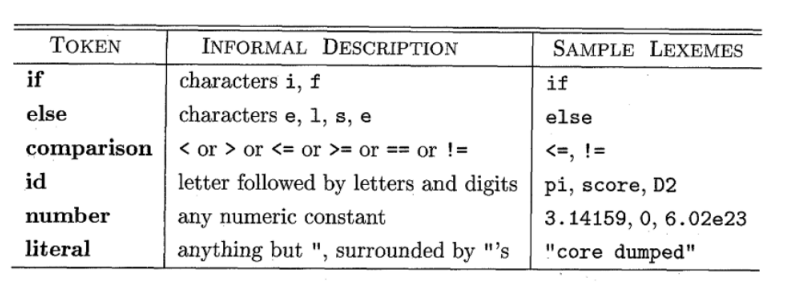 TOKEN INFORMAL DESCRIPTION SAMPLE LEXEMES
if characters i, f if
else characters e, l, s, e else
comparison < or > or <= or >= or == or != <=, !=
id letter followed by letters and digits pi, score, D2
number any numeric constant 3.14159, 0, 6.02e23
literal anything but ", surrounded by "'s "core dumped"